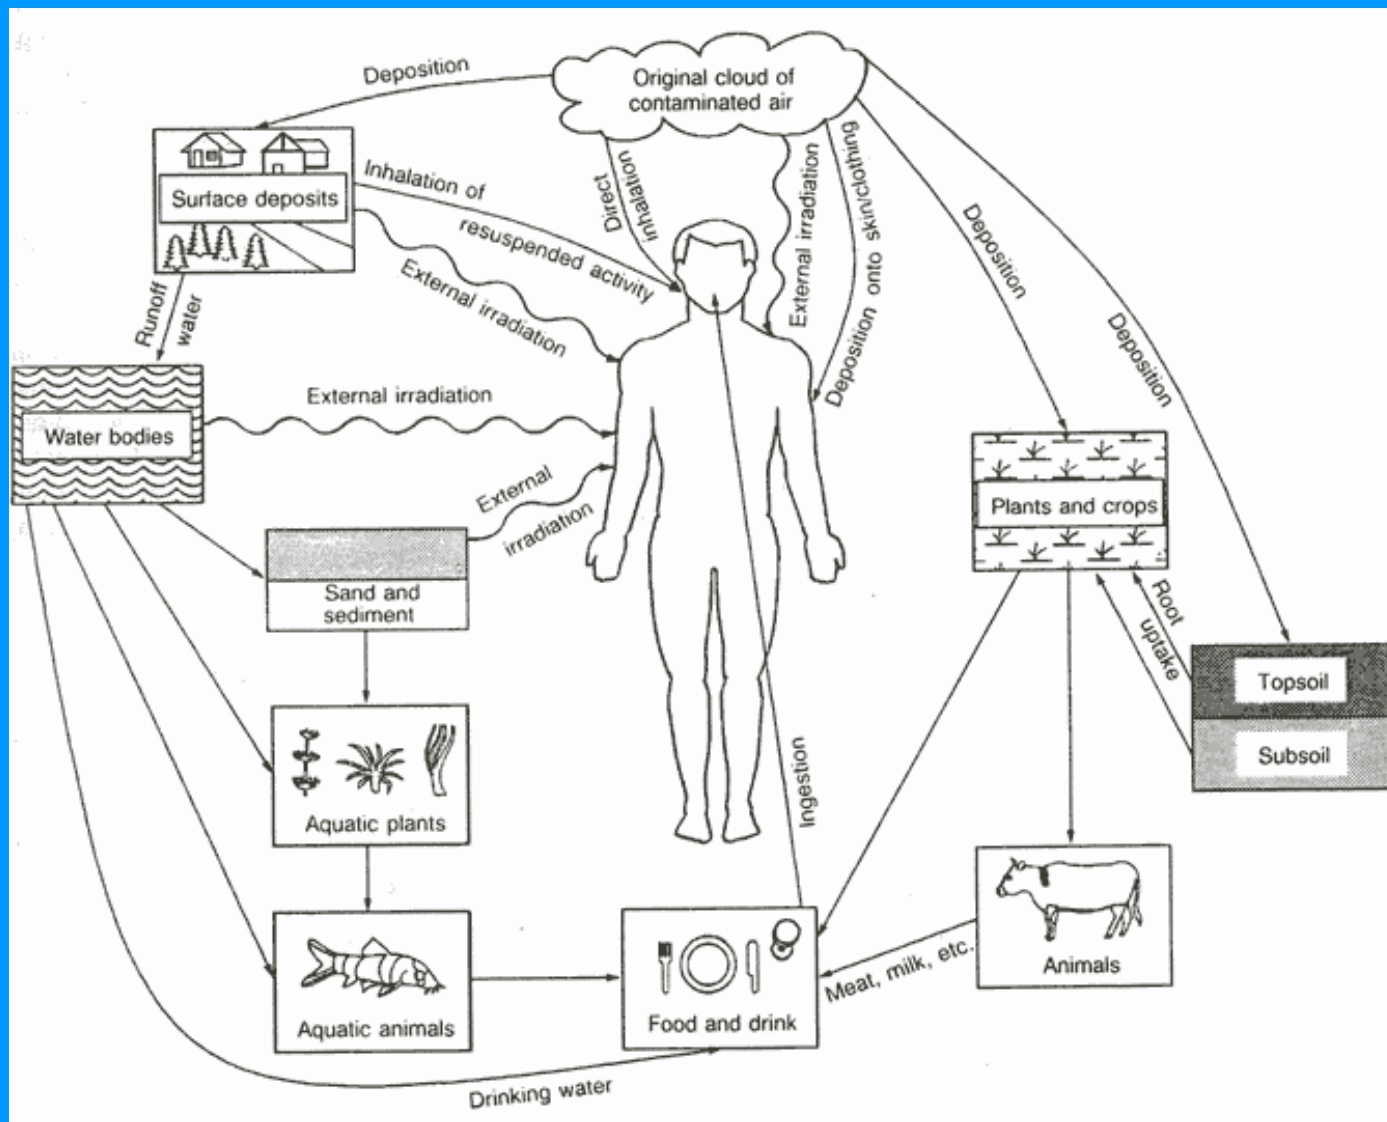 Original cloud of
contaminated air
Deposition
Surface deposits
Inhalation of
resuspended activity
Direct
inhalation
External irradiation
Deposition onto skin/clothing
Deposition
Deposition
External irradiation
Runoff
water
External irradiation
Water bodies
External
irradiation
Sand and
sediment
Plants and crops
Root
uptake
Topsoil
Subsoil
Aquatic plants
Ingestion
Aquatic animals
Food and drink
Meat, milk, etc.
Animals
Drinking water